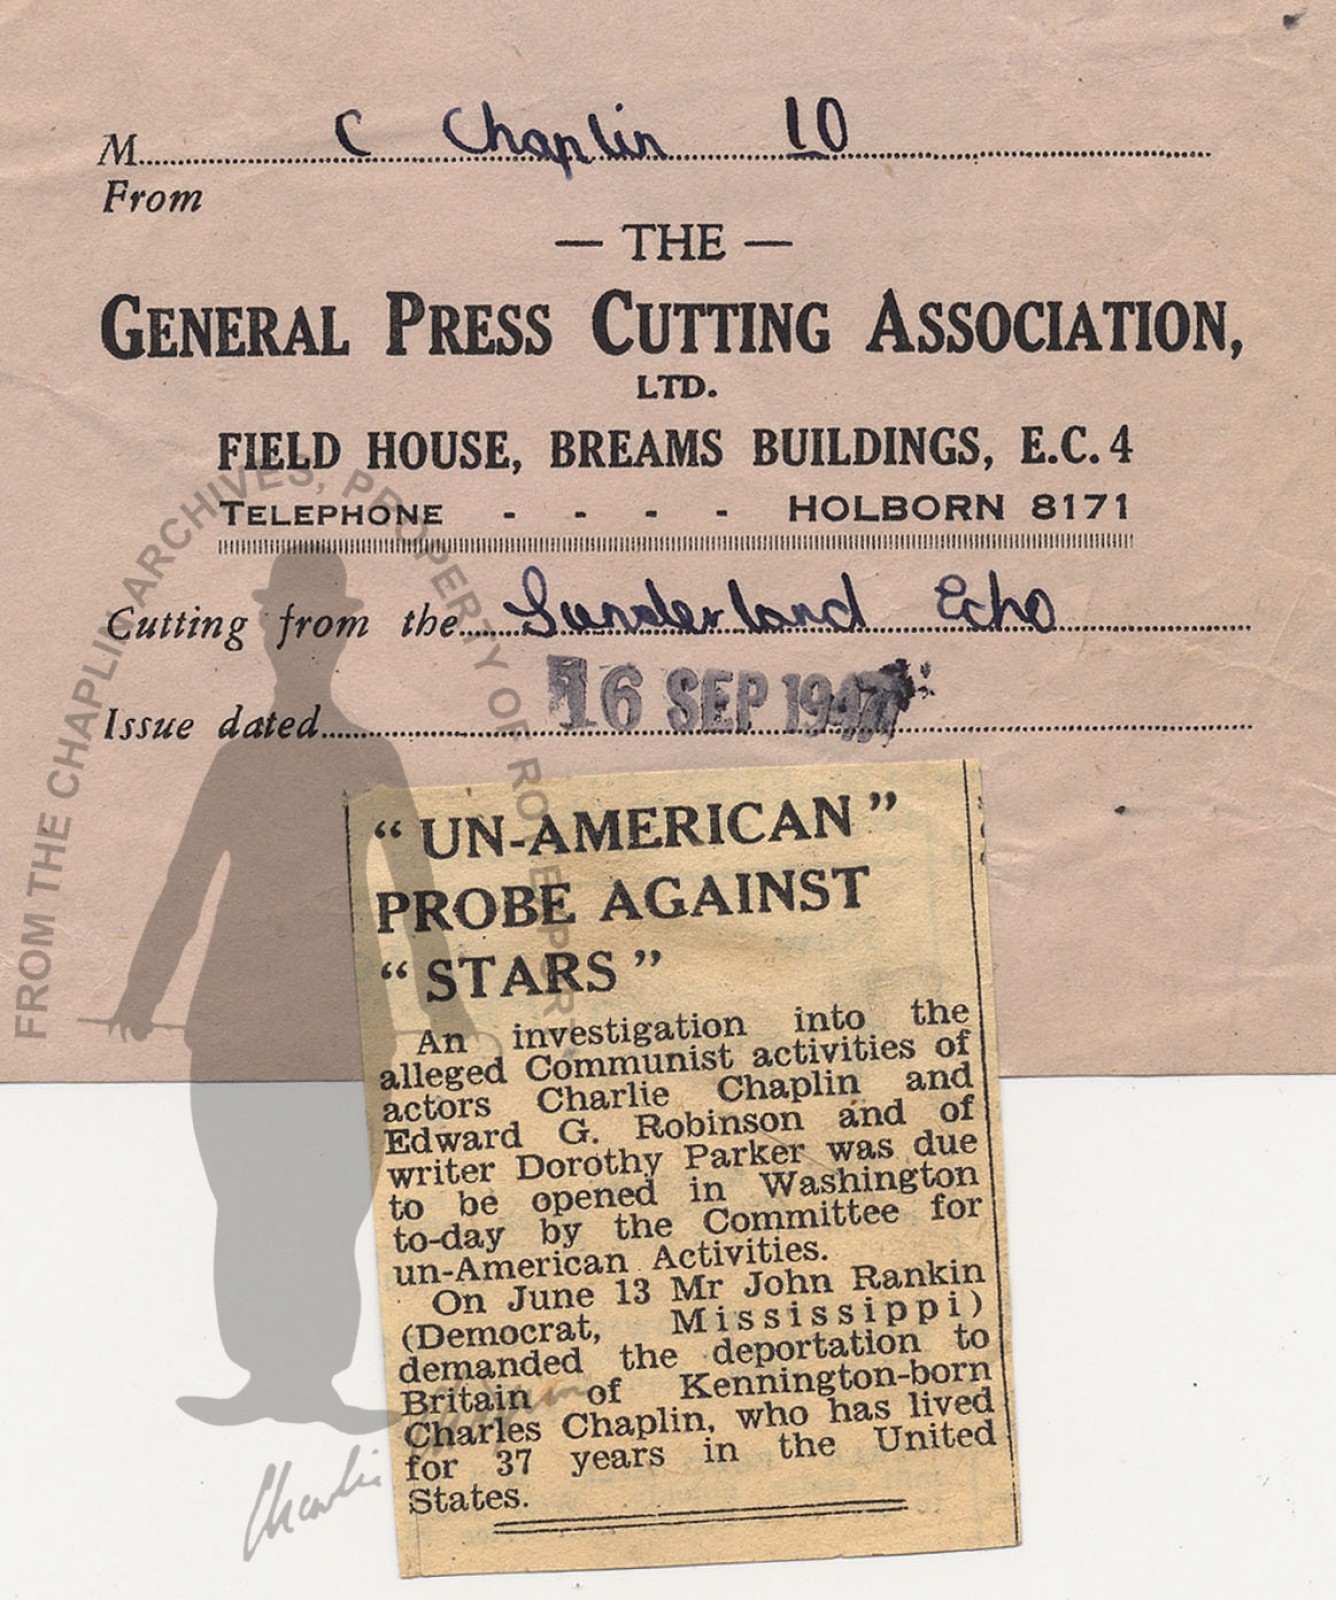 M C Chaplin 10
From
— THE —
GENERAL PRESS CUTTING ASSOCIATION,
LTD.
FIELD HOUSE, BREAMS BUILDINGS, E.C. 4
TELEPHONE - - - - HOLBORN 8171
Cutting from the Sunderland Echo
Issue dated 16 SEP 1947
“ UN-AMERICAN ”
PROBE AGAINST
“ STARS ”
An investigation into the
alleged Communist activities of
actors Charlie Chaplin and
Edward G. Robinson and of
writer Dorothy Parker was due
to be opened in Washington
to-day by the Committee for
un-American Activities.
On June 13 Mr John Rankin
(Democrat, Mississippi)
demanded the deportation to
Britain of Kennington-born
Charles Chaplin, who has lived
for 37 years in the United
States.
FROM THE CHAPLIN ARCHIVES, PROPERTY OF ROY EXPORT
Charlie Chaplin